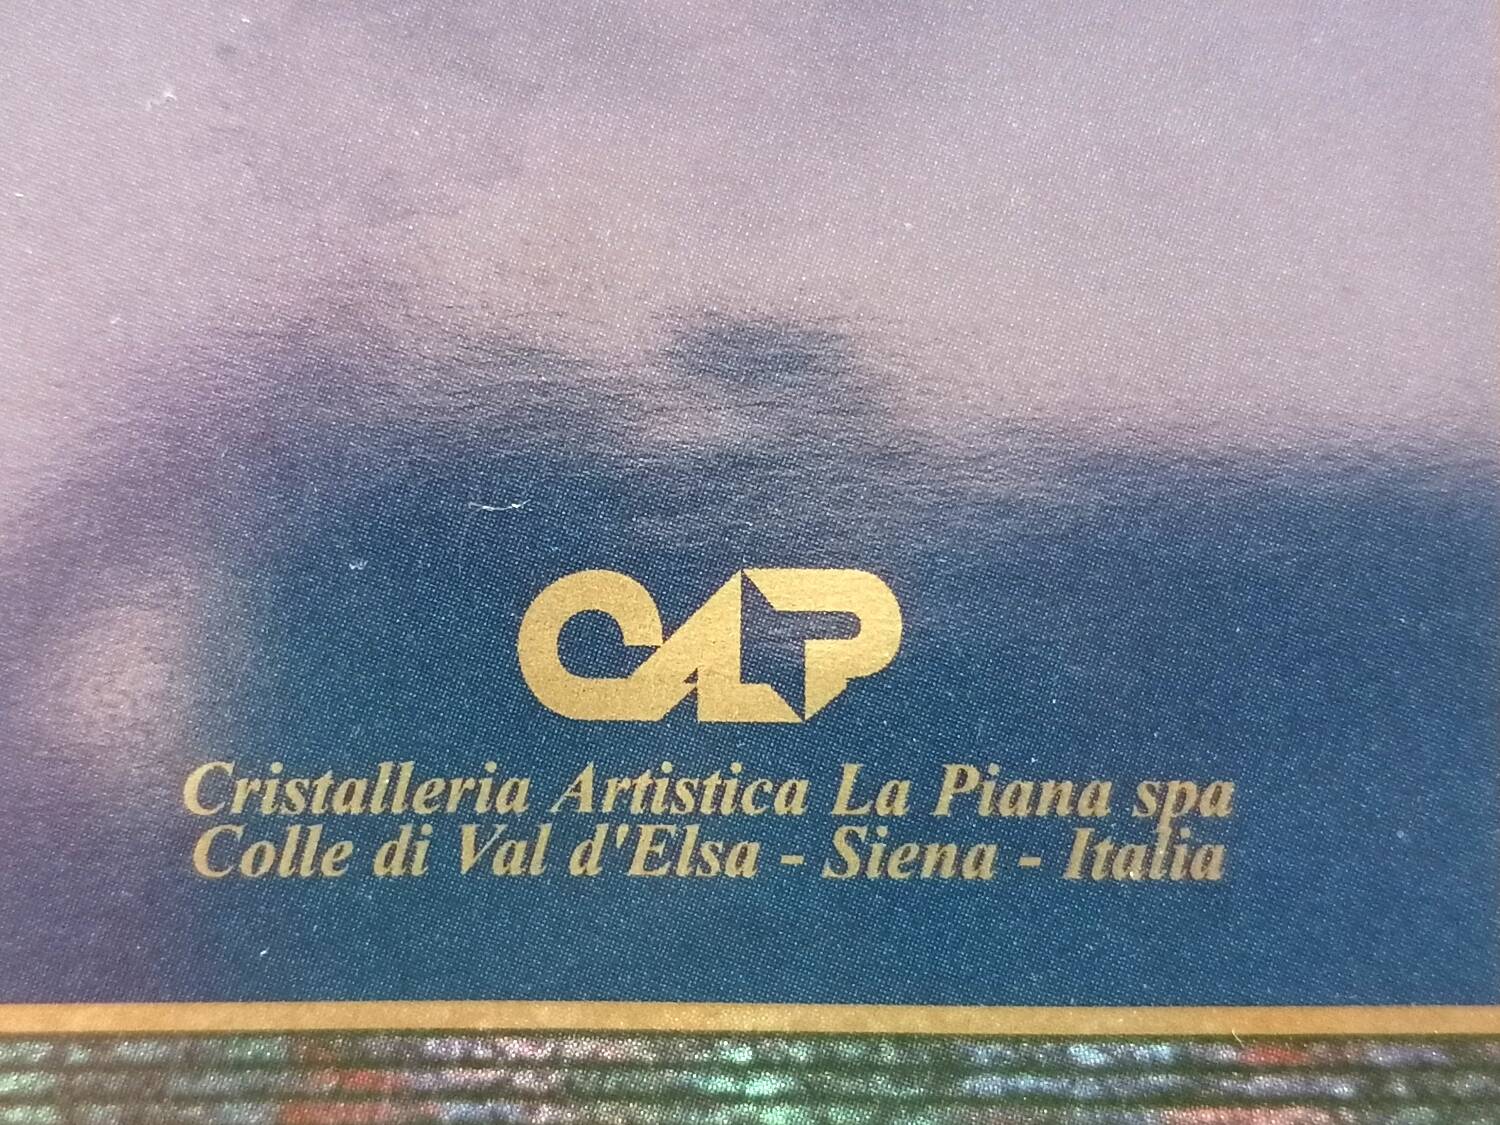 CALP
Cristalleria Artistica La Piana spa
Colle di Val d'Elsa - Siena - Italia